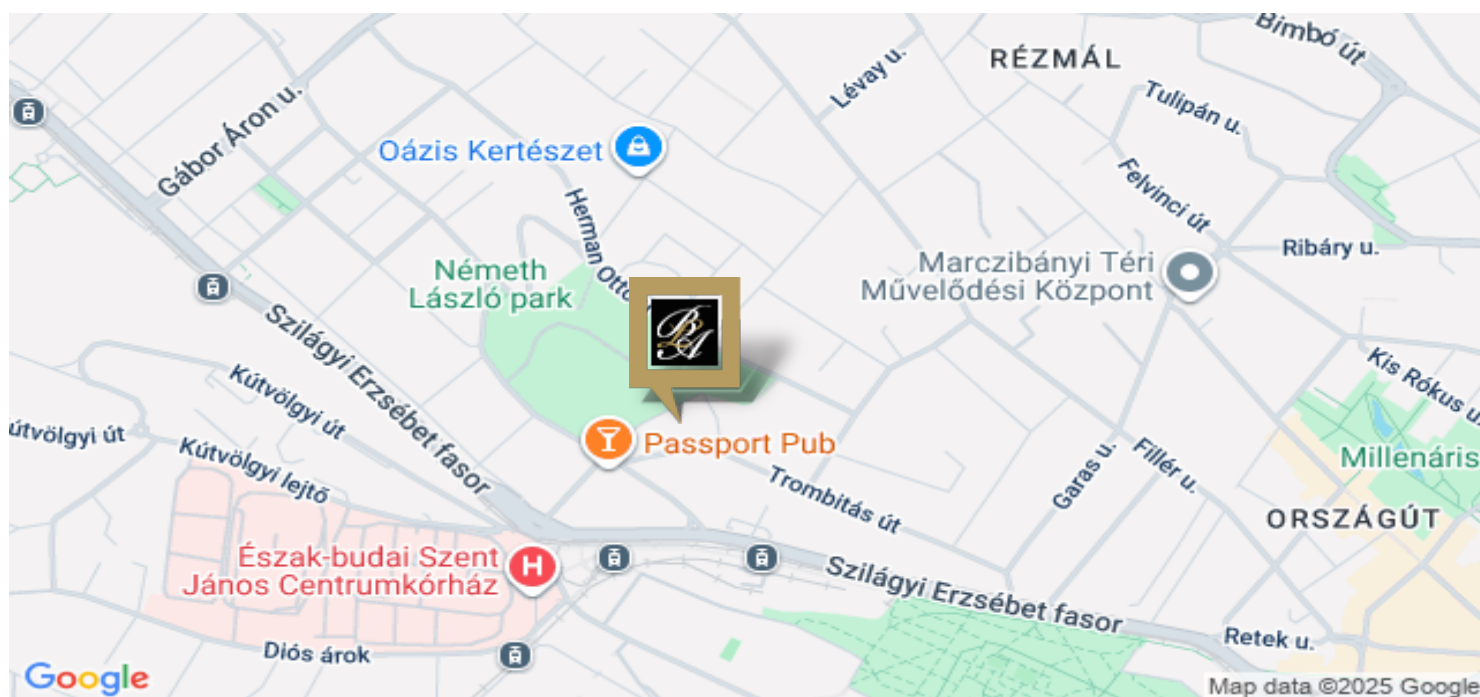 Bimbó út
RÉZMÁL
Lévay u.
Tulipán u.
Gábor Áron u.
Oázis Kertészet
Felvinci út
Herman Ottó
Ribáry u.
Marczibányi Téri
Művelődési Központ
Németh
László park
BLA
Szilágyi Erzsébet fasor
Kis Rókus u.
Kútvölgyi út
útvölgyi út
Passport Pub
Garas u.
Fillér u.
Millenáris
Kútvölgyi lejtő
Trombitás út
ORSZÁGÚT
Észak-budai Szent
János Centrumkórház
H
Szilágyi Erzsébet fasor
Retek u.
Diós árok
Google
Map data ©2025 Google